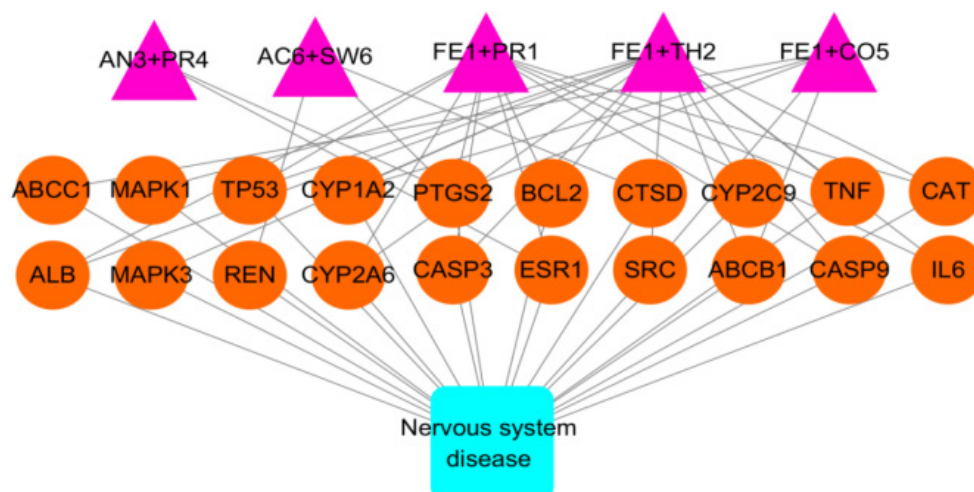 AN3+PR4
AC6+SW6
FE1+PR1
FE1+TH2
FE1+CO5
ABCC1
MAPK1
TP53
CYP1A2
PTGS2
BCL2
CTSD
CYP2C9
TNF
CAT
ALB
MAPK3
REN
CYP2A6
CASP3
ESR1
SRC
ABCB1
CASP9
IL6
Nervous system
disease